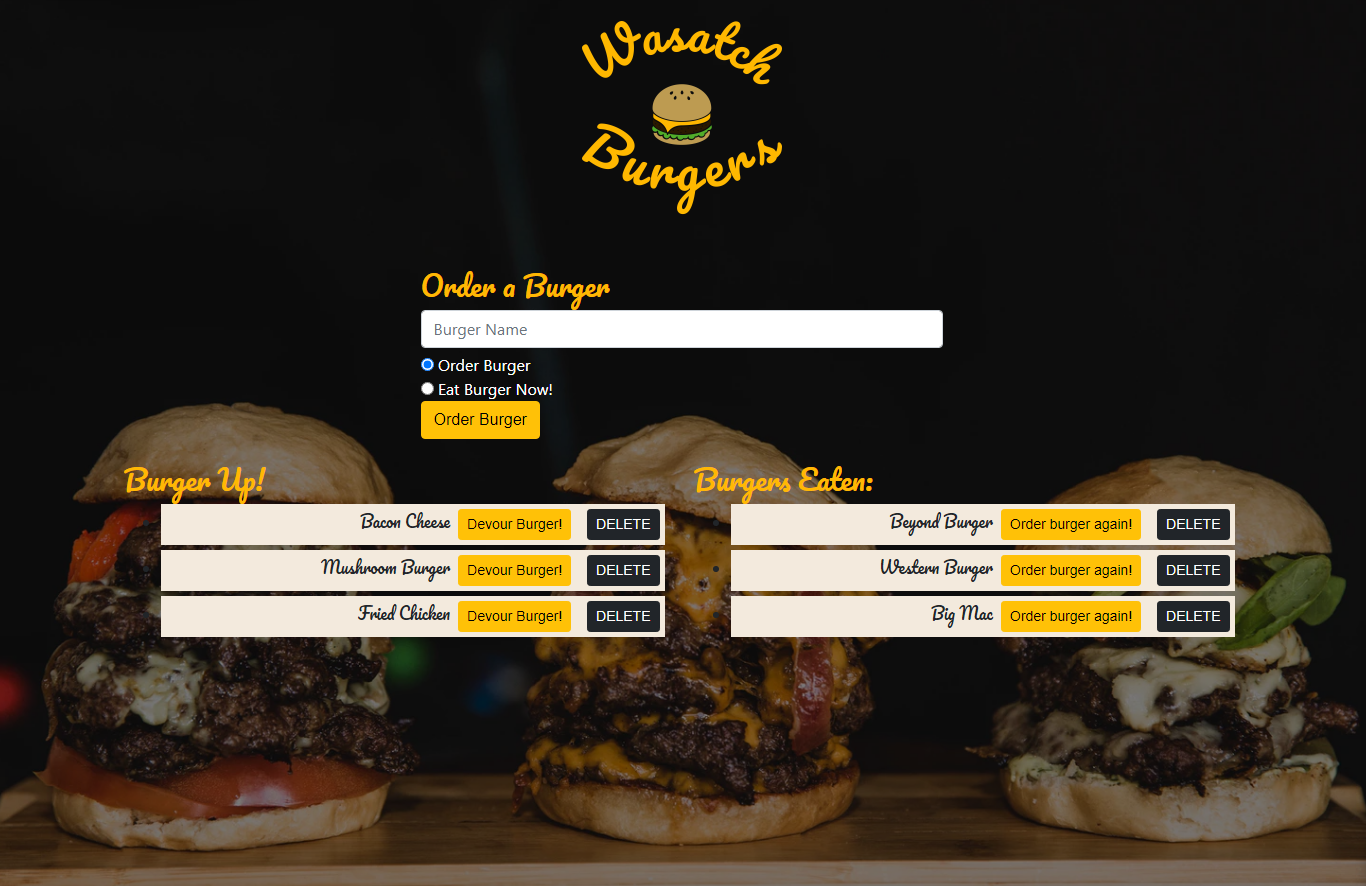 Wasatch
Burgers
Order a Burger
Burger Name
Order Burger
Eat Burger Now!
Order Burger
Burger Up!
Bacon Cheese Devour Burger! DELETE
Mushroom Burger Devour Burger! DELETE
Fried Chicken Devour Burger! DELETE
Burgers Eaten:
Beyond Burger Order burger again! DELETE
Western Burger Order burger again! DELETE
Big Mac Order burger again! DELETE